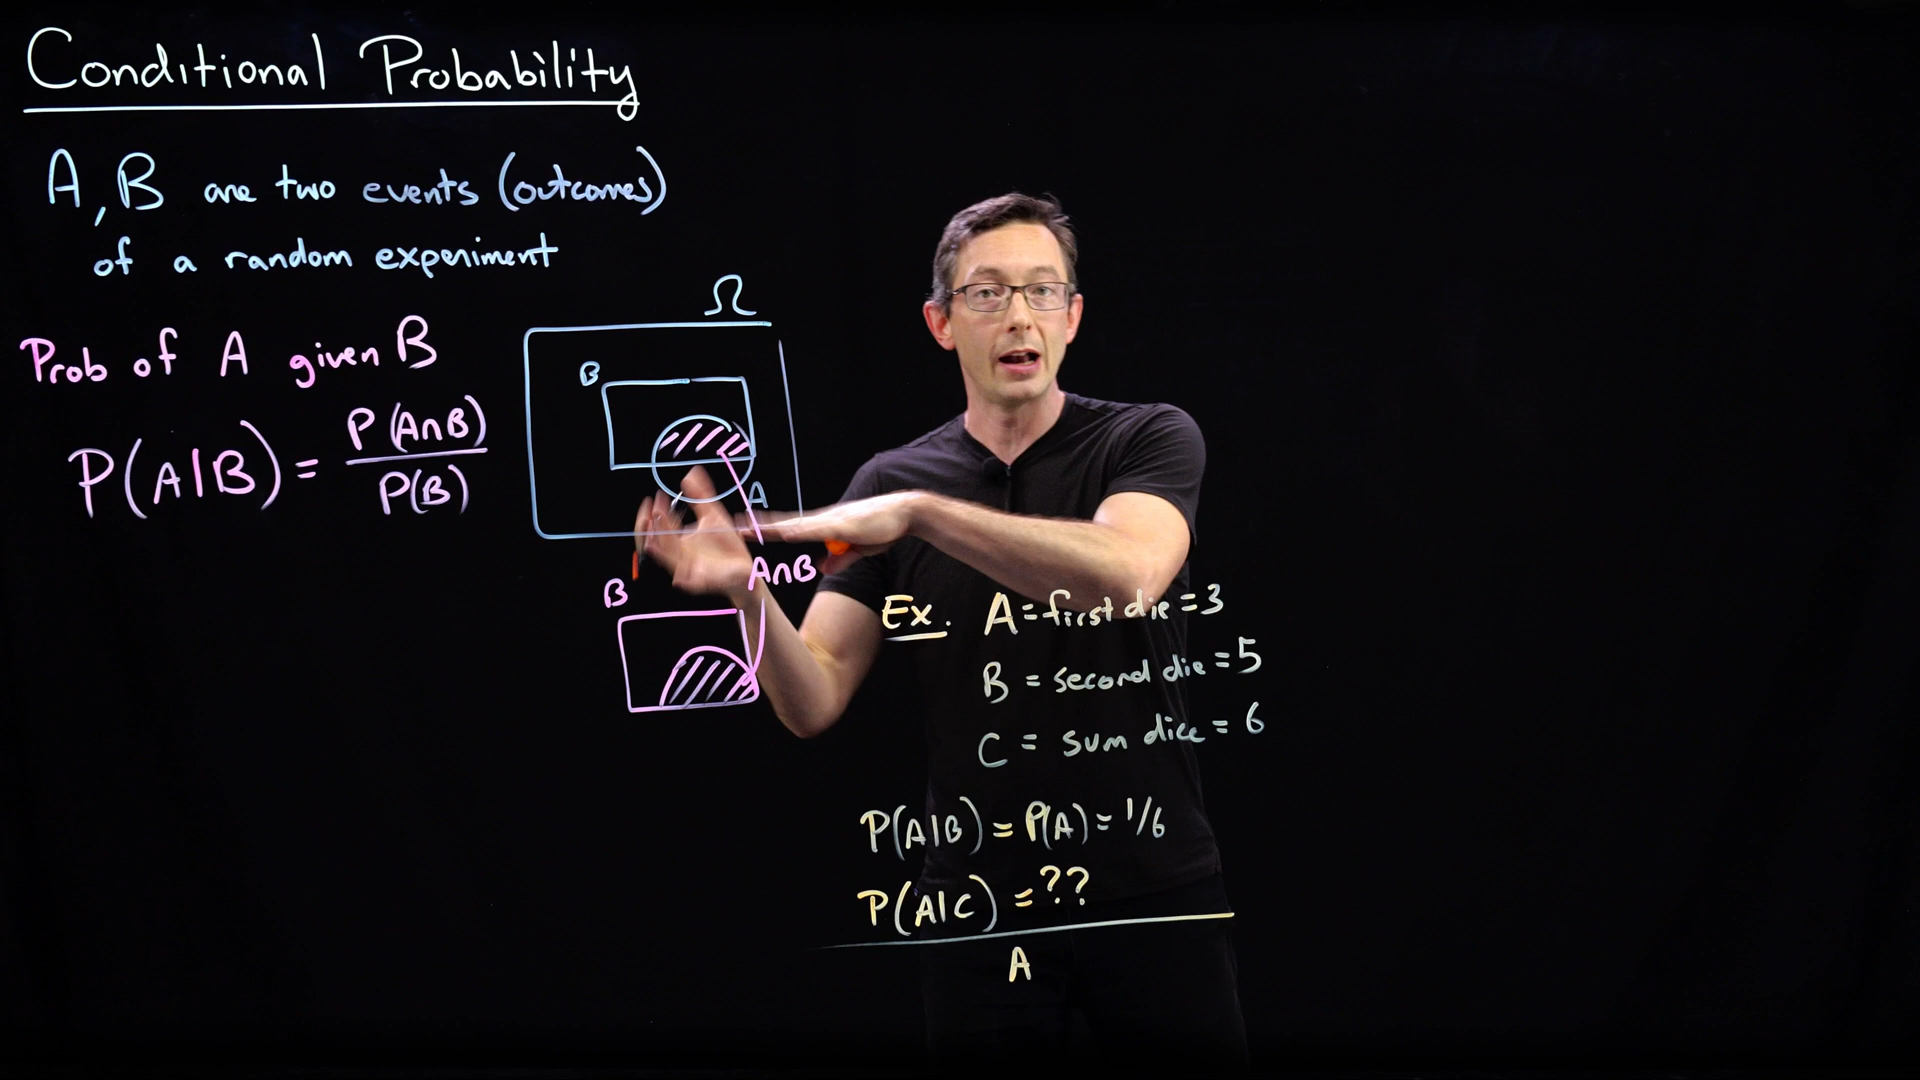 Conditional Probability
A, B are two events (outcomes)
of a random experiment
Prob of A given B
P(A|B) = P(A∩B) / P(B)
Ω
B
A
A∩B
B
Ex. A = first die = 3
B = second die = 5
C = sum dice = 6
P(A|B) = P(A) = 1/6
P(A|C) = ??
A